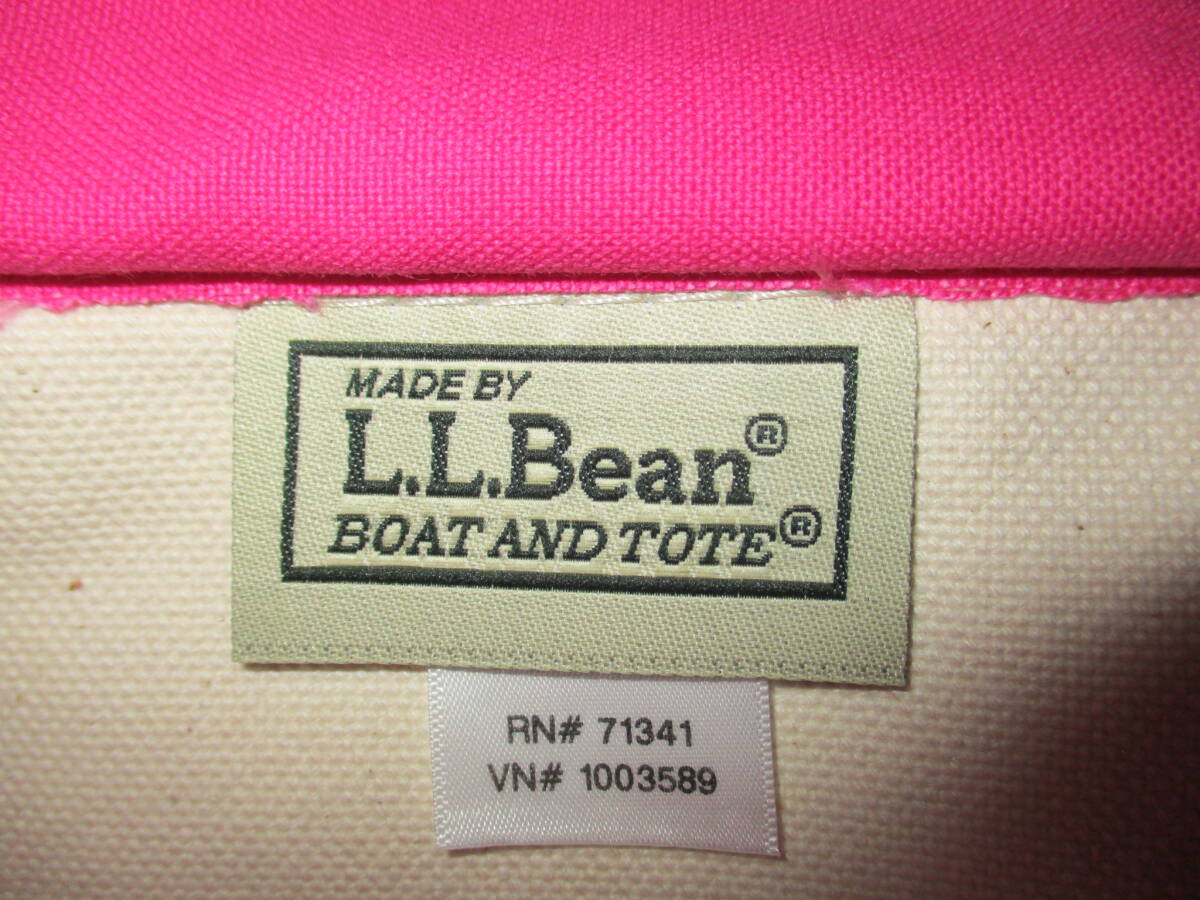 MADE BY
L.L.Bean®
BOAT AND TOTE®
RN# 71341
VN# 1003589